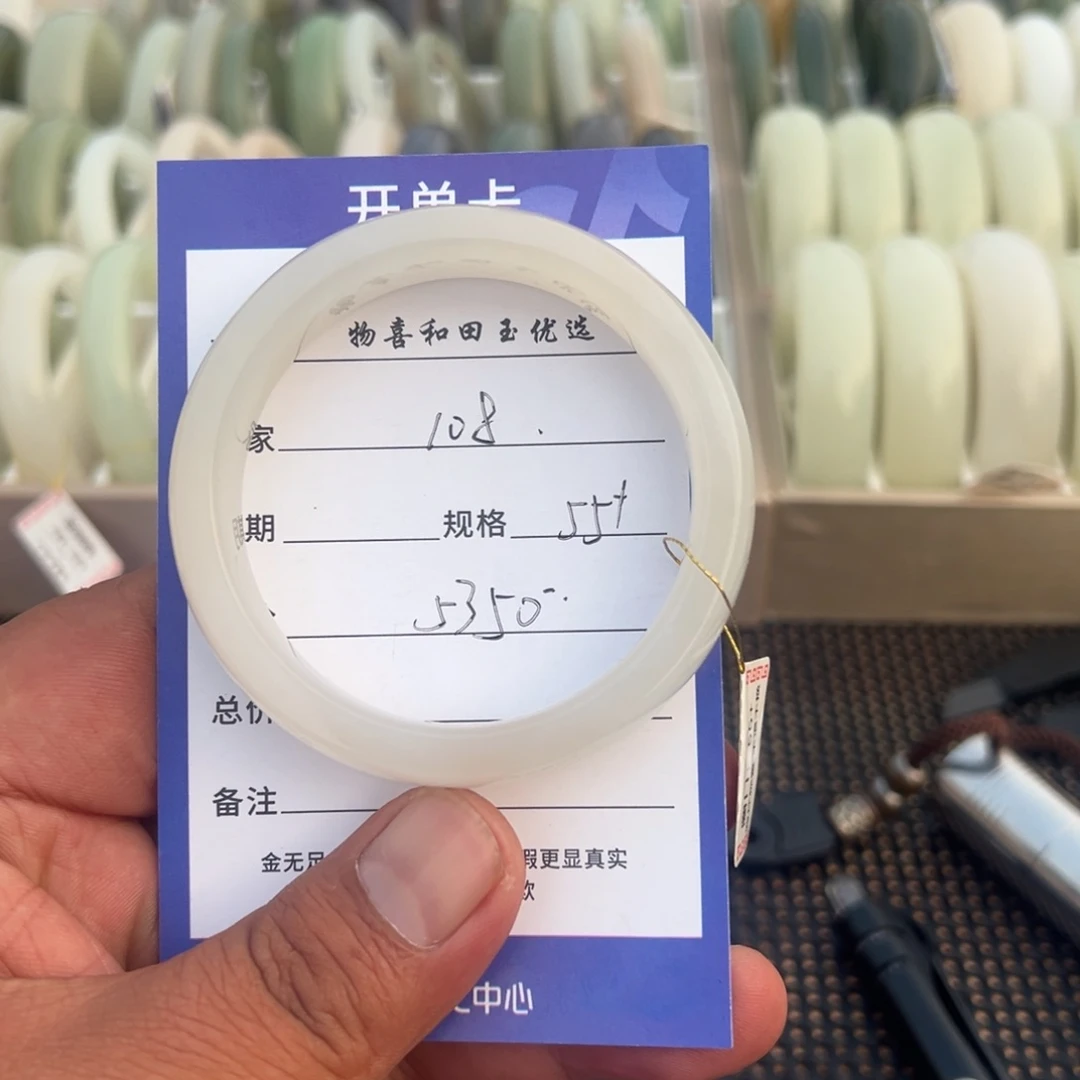 开单卡
物喜和田玉优选
家 108.
期 规格 55+
5350-.
总价
备注
金无足 瑕更显真实
款
中心